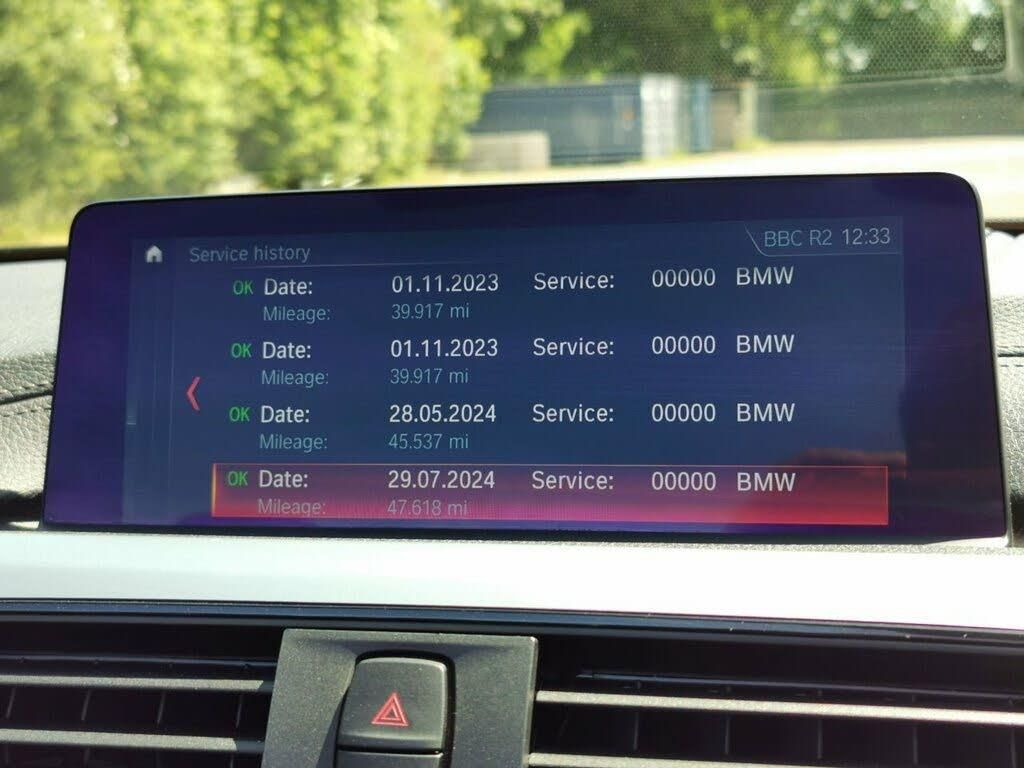 Service history
BBC R2 12:33
OK Date: 01.11.2023 Service: 00000 BMW
Mileage: 39.917 mi
OK Date: 01.11.2023 Service: 00000 BMW
Mileage: 39.917 mi
OK Date: 28.05.2024 Service: 00000 BMW
Mileage: 45.537 mi
OK Date: 29.07.2024 Service: 00000 BMW
Mileage: 47.618 mi